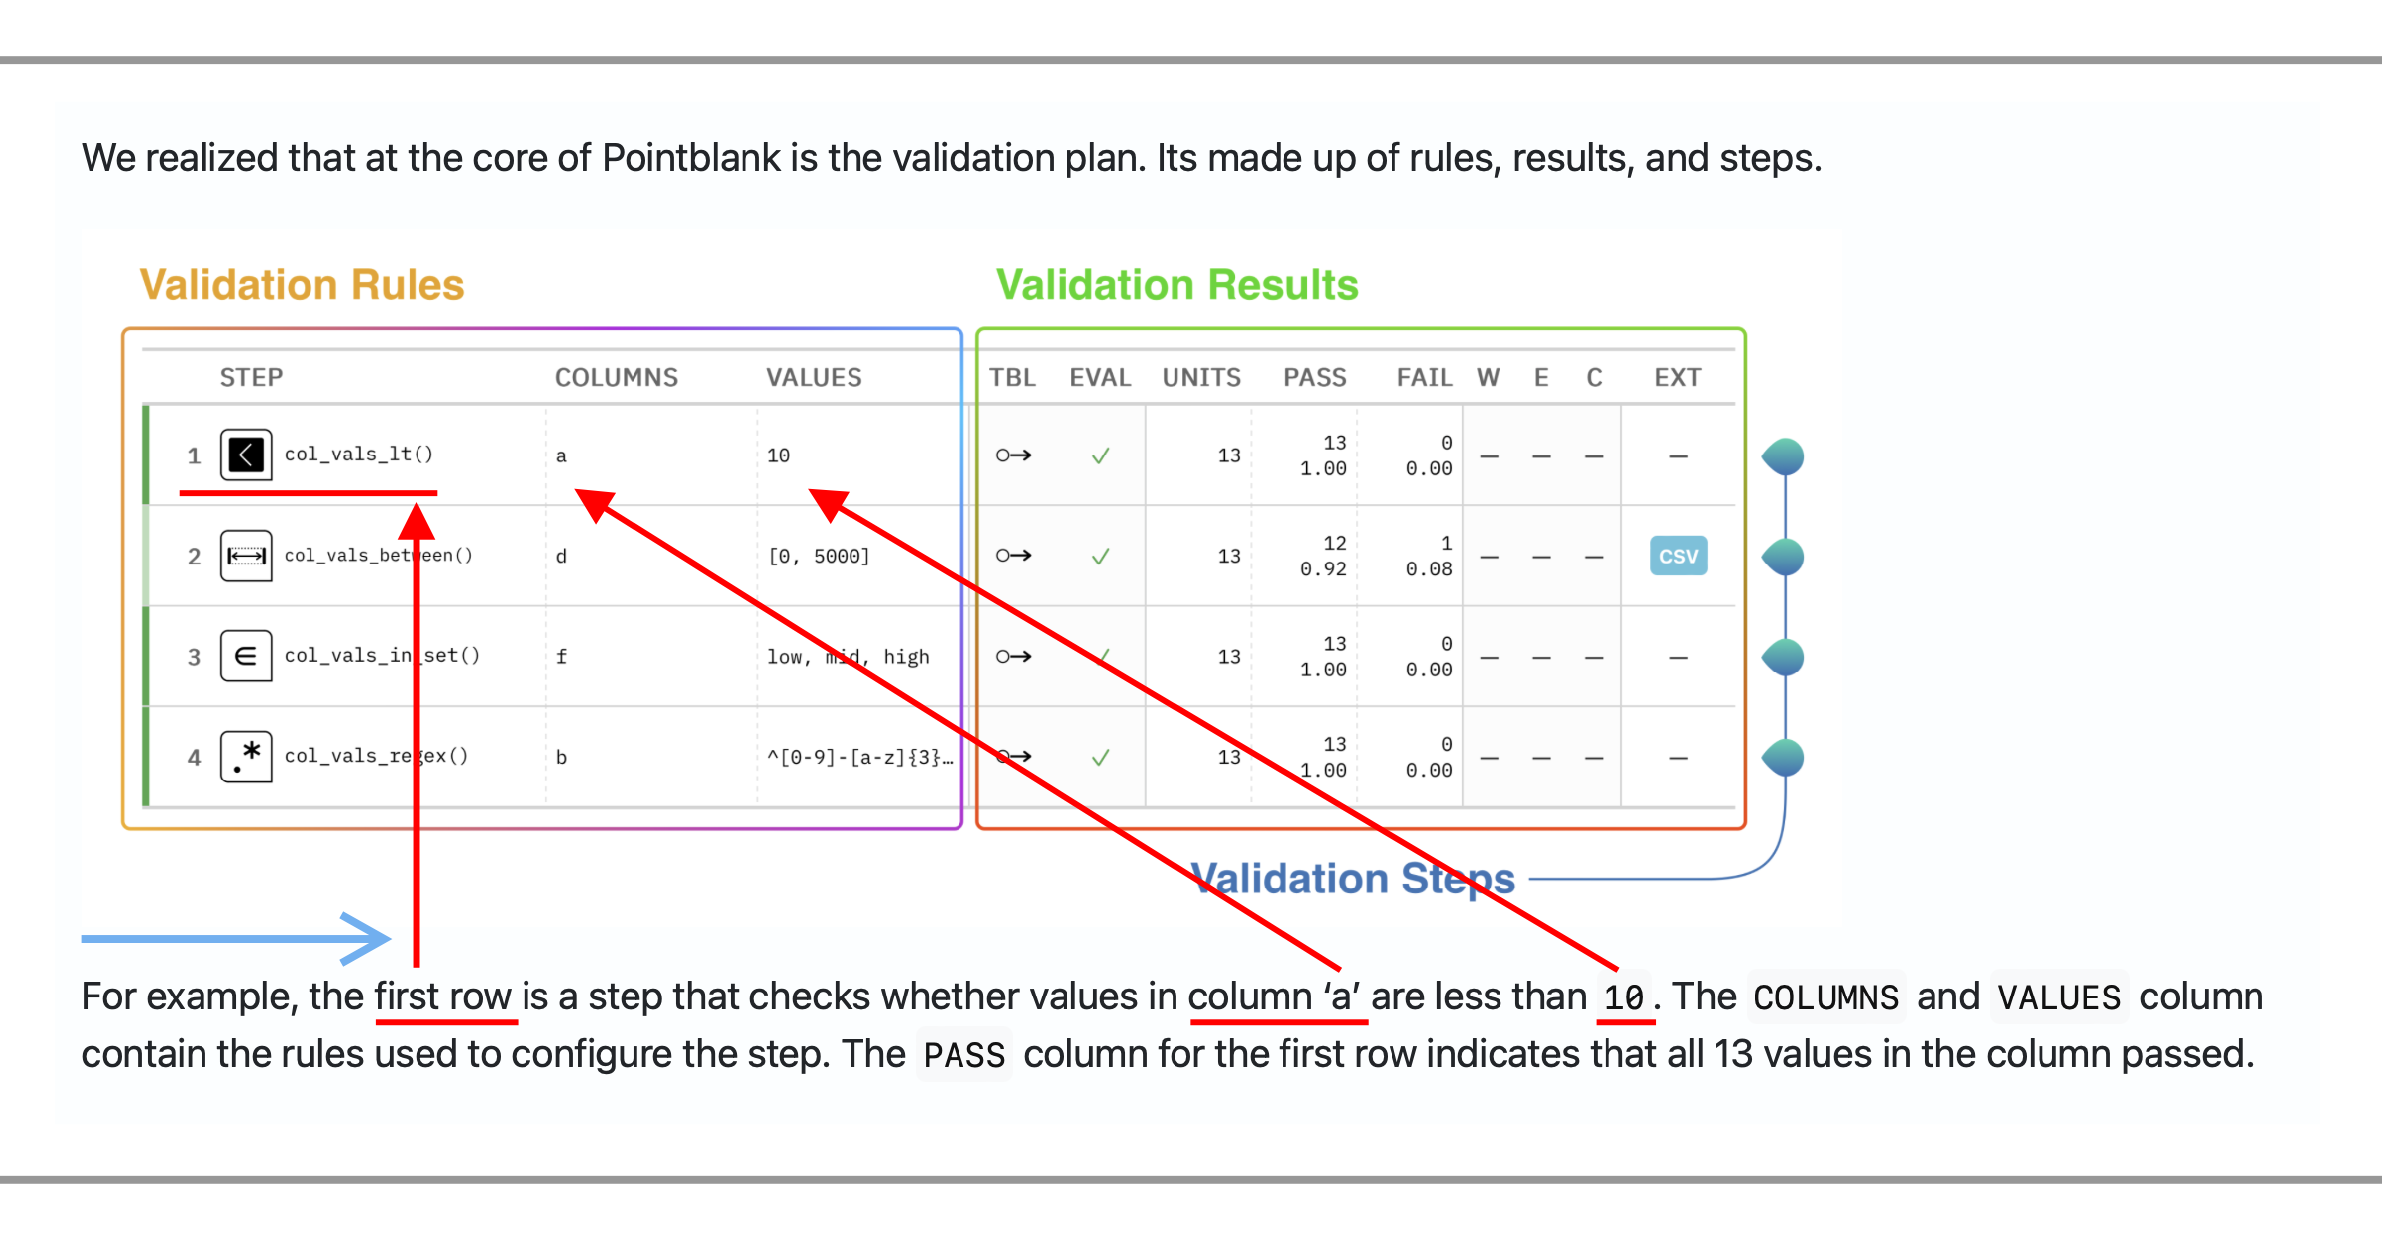 We realized that at the core of Pointblank is the validation plan. Its made up of rules, results, and steps.
Validation Rules
Validation Results
STEP COLUMNS VALUES TBL EVAL UNITS PASS FAIL W E C EXT
1 < col_vals_lt() a 10 ○→ ✓ 13 13 0 — — — —
1.00 0.00
2 col_vals_between() d [0, 5000] ○→ ✓ 13 12 1 — — — CSV
0.92 0.08
3 ∈ col_vals_in_set() f low, mid, high ○→ ✓ 13 13 0 — — — —
1.00 0.00
4 .* col_vals_regex() b ^[0-9]-[a-z]{3}… ○→ ✓ 13 13 0 — — — —
1.00 0.00
Validation Steps
For example, the first row is a step that checks whether values in column ‘a’ are less than 10. The COLUMNS and VALUES column
contain the rules used to configure the step. The PASS column for the first row indicates that all 13 values in the column passed.